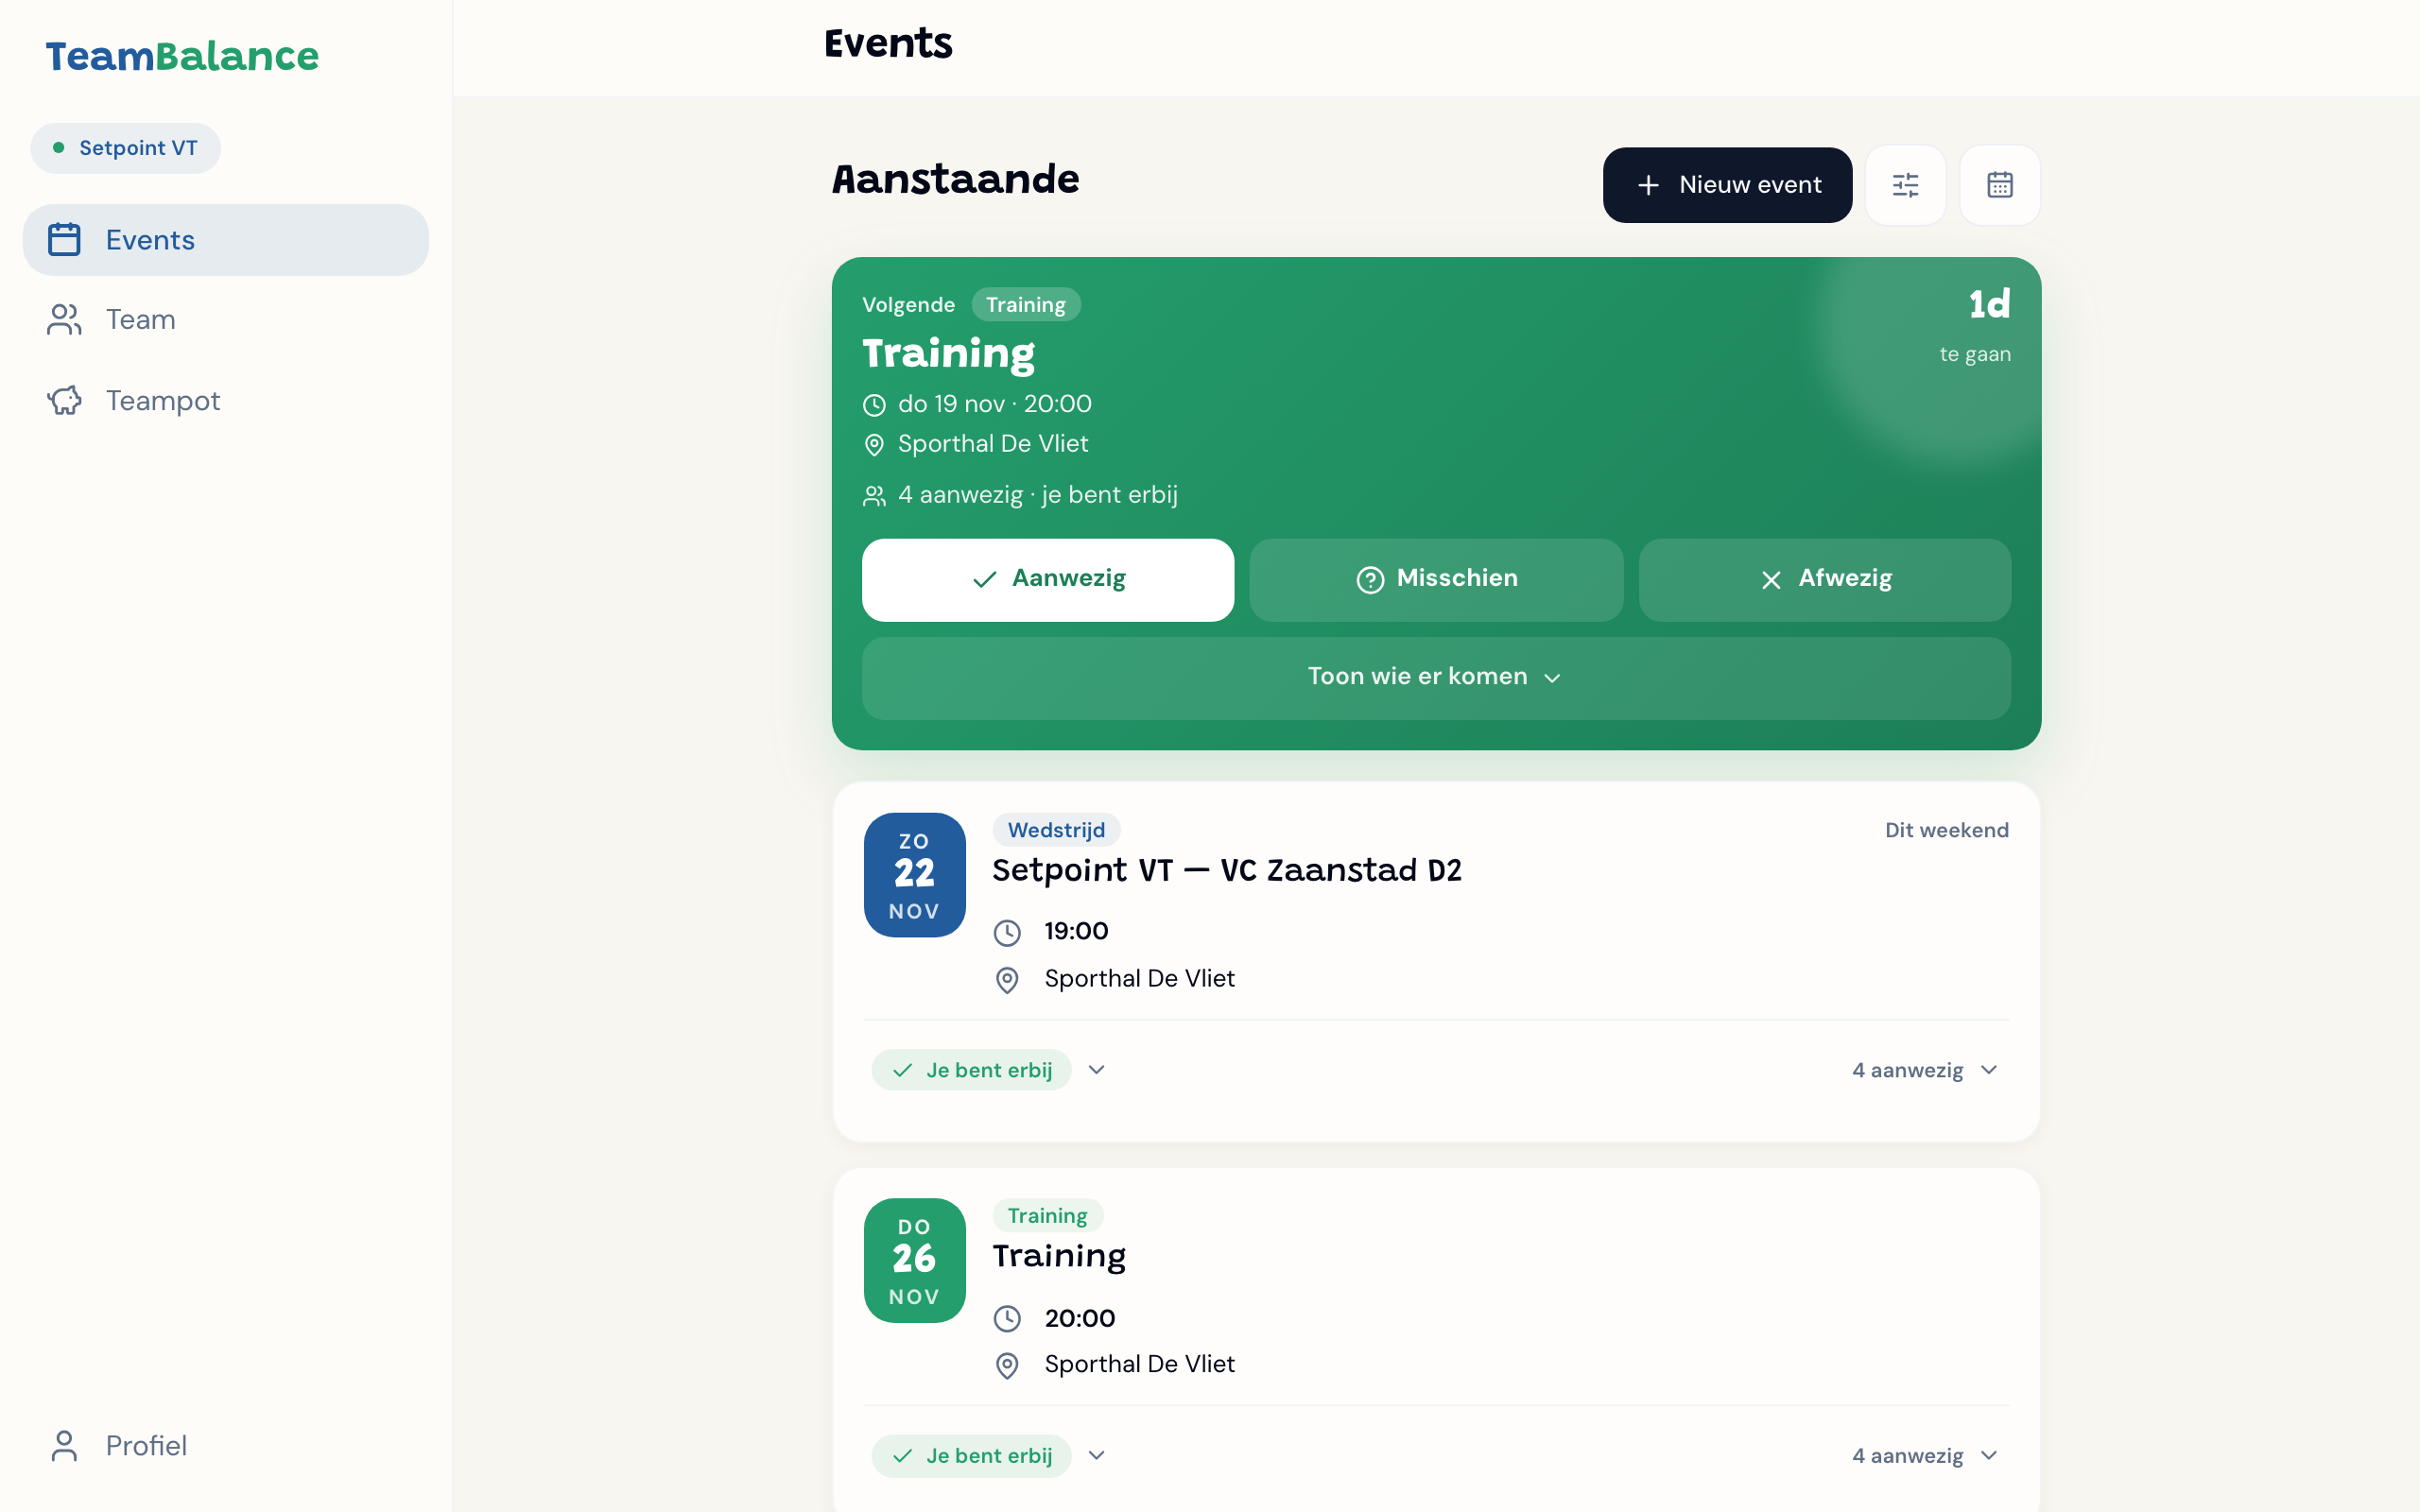 TeamBalance
Setpoint VT
Events
Team
Teampot
Profiel
Events
Aanstaande
Nieuw event
Volgende Training
1d
te gaan
Training
do 19 nov · 20:00
Sporthal De Vliet
4 aanwezig · je bent erbij
Aanwezig
Misschien
Afwezig
Toon wie er komen
ZO
22
NOV
Wedstrijd
Dit weekend
Setpoint VT — VC Zaanstad D2
19:00
Sporthal De Vliet
Je bent erbij
4 aanwezig
DO
26
NOV
Training
Training
20:00
Sporthal De Vliet
Je bent erbij
4 aanwezig